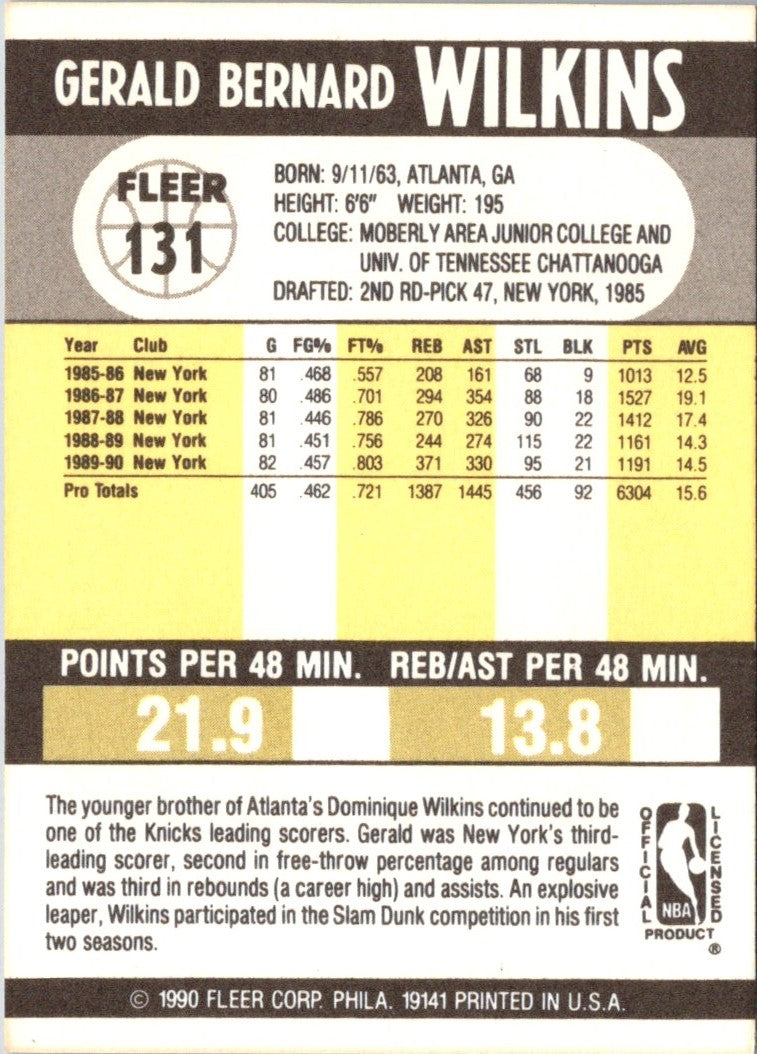 GERALD BERNARD WILKINS
FLEER
131
BORN: 9/11/63, ATLANTA, GA
HEIGHT: 6'6" WEIGHT: 195
COLLEGE: MOBERLY AREA JUNIOR COLLEGE AND
UNIV. OF TENNESSEE CHATTANOOGA
DRAFTED: 2ND RD-PICK 47, NEW YORK, 1985
Year Club G FG% FT% REB AST STL BLK PTS AVG
1985-86 New York 81 .468 .557 208 161 68 9 1013 12.5
1986-87 New York 80 .486 .701 294 354 88 18 1527 19.1
1987-88 New York 81 .446 .786 270 326 90 22 1412 17.4
1988-89 New York 81 .451 .756 244 274 115 22 1161 14.3
1989-90 New York 82 .457 .803 371 330 95 21 1191 14.5
Pro Totals 405 .462 .721 1387 1445 456 92 6304 15.6
POINTS PER 48 MIN. REB/AST PER 48 MIN.
21.9 13.8
The younger brother of Atlanta's Dominique Wilkins continued to be
one of the Knicks leading scorers. Gerald was New York's third-
leading scorer, second in free-throw percentage among regulars
and was third in rebounds (a career high) and assists. An explosive
leaper, Wilkins participated in the Slam Dunk competition in his first
two seasons.
OFFICIAL
LICENSED
NBA
PRODUCT
®
© 1990 FLEER CORP. PHILA. 19141 PRINTED IN U.S.A.